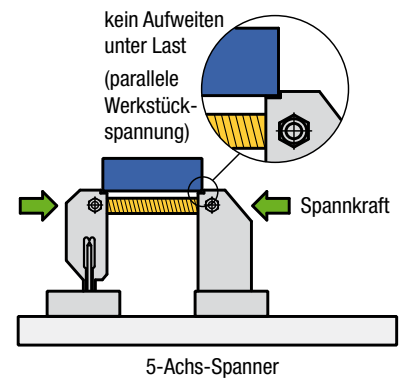 kein Aufweiten
unter Last
(parallele
Werkstück-
spannung)
Spannkraft
5-Achs-Spanner